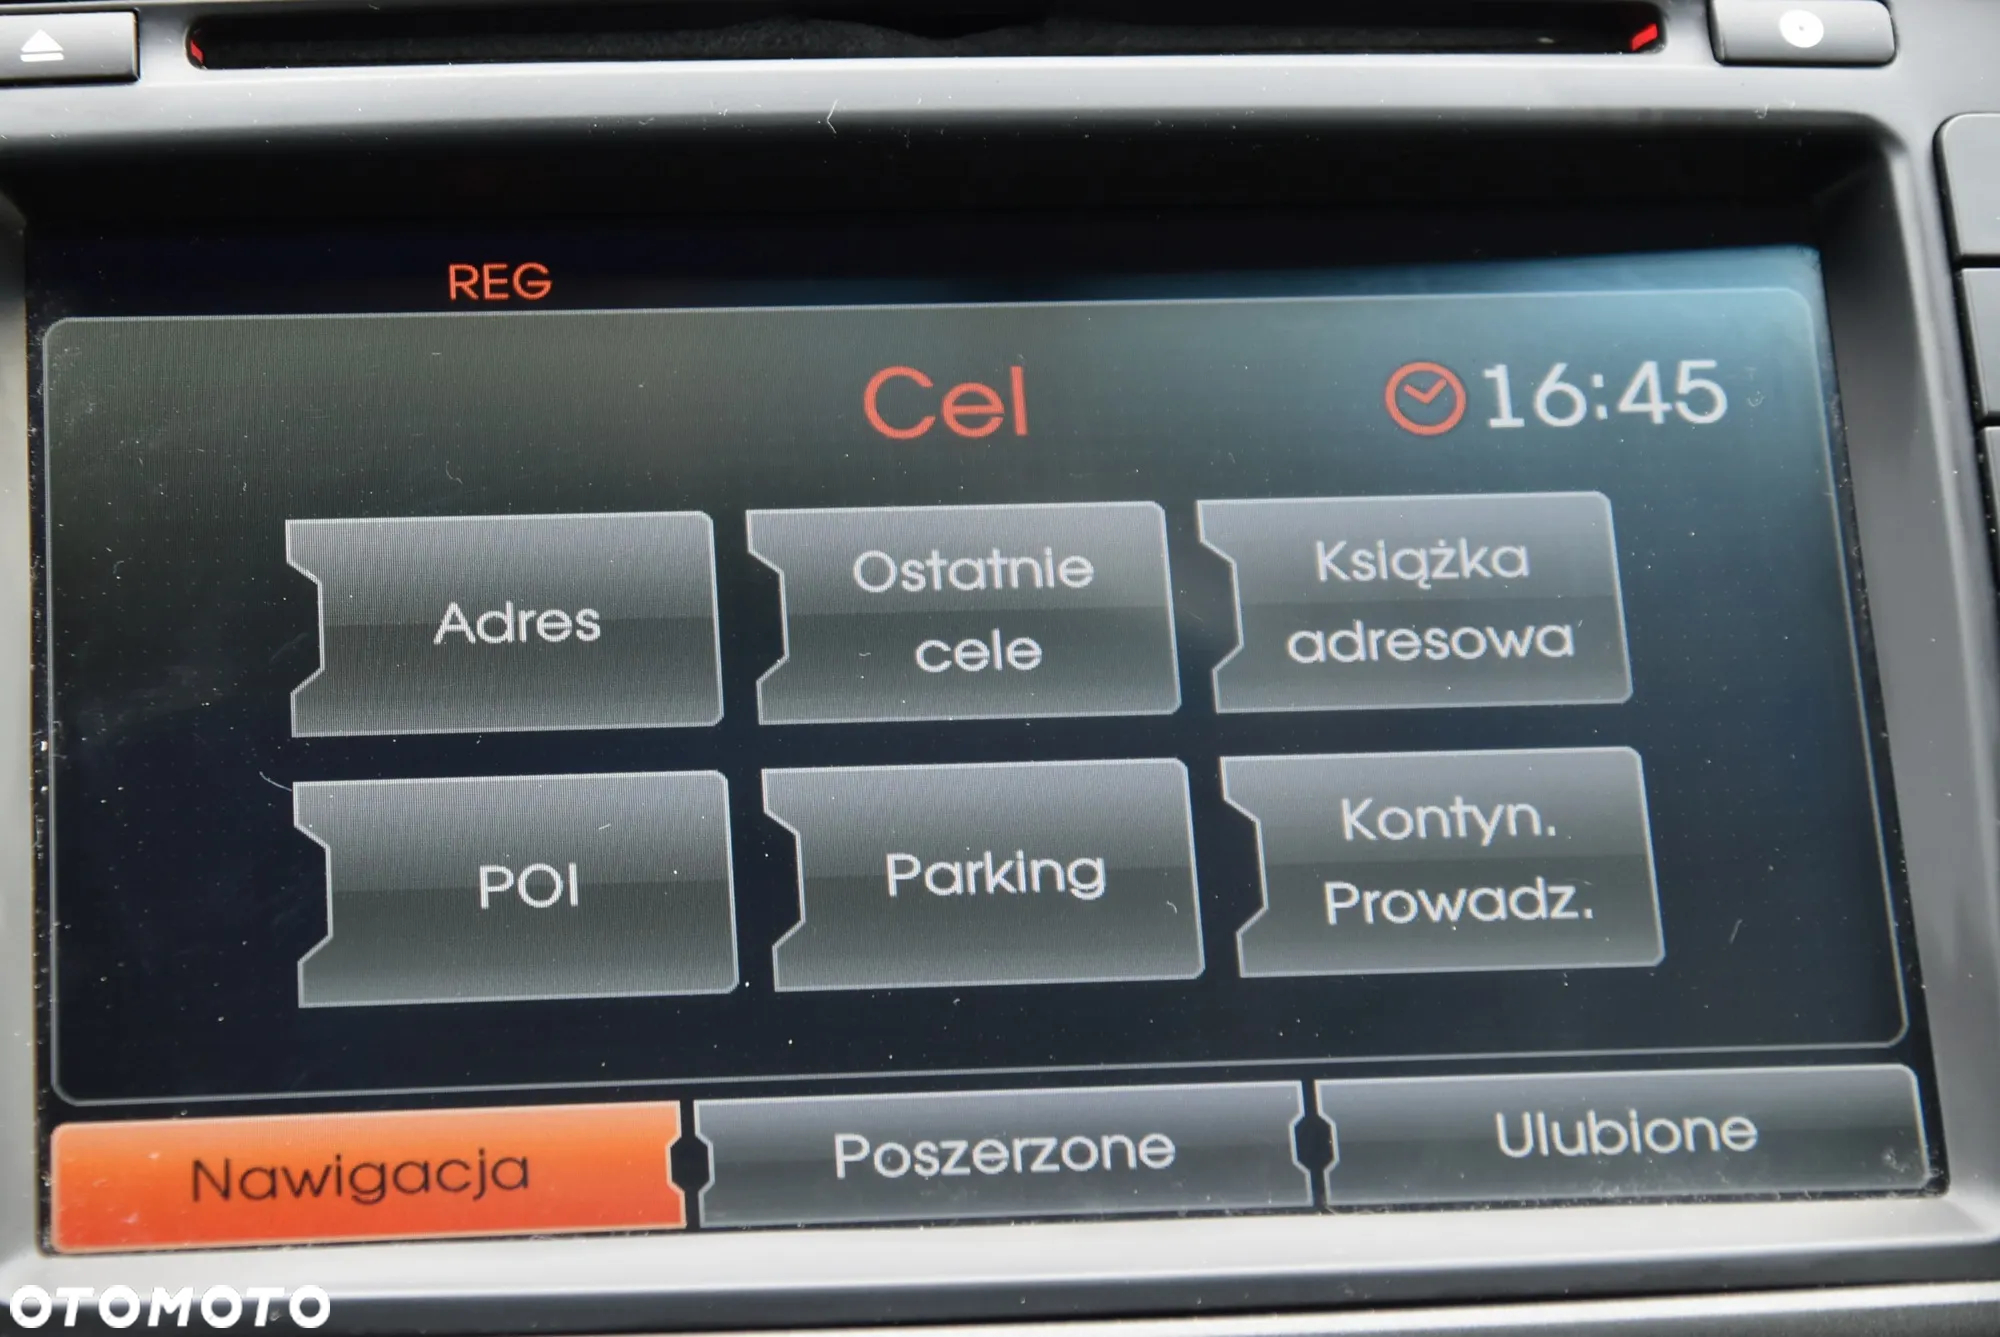 REG
Cel
16:45
Adres
Ostatnie
cele
Książka
adresowa
POI
Parking
Kontyn.
Prowadz.
Nawigacja
Poszerzone
Ulubione
OTOMOTO